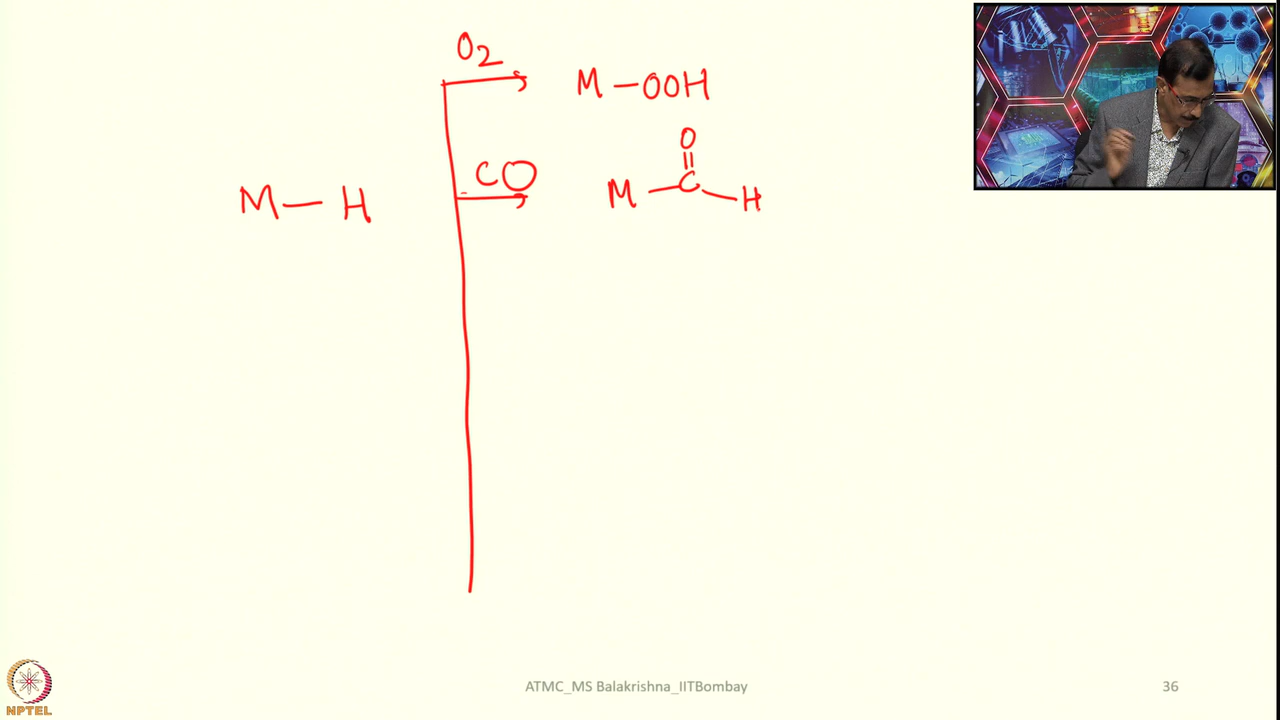 O2
M—OOH
CO
O
M—C—H
M—H
NPTEL
ATMC_MS Balakrishna_IITBombay
36